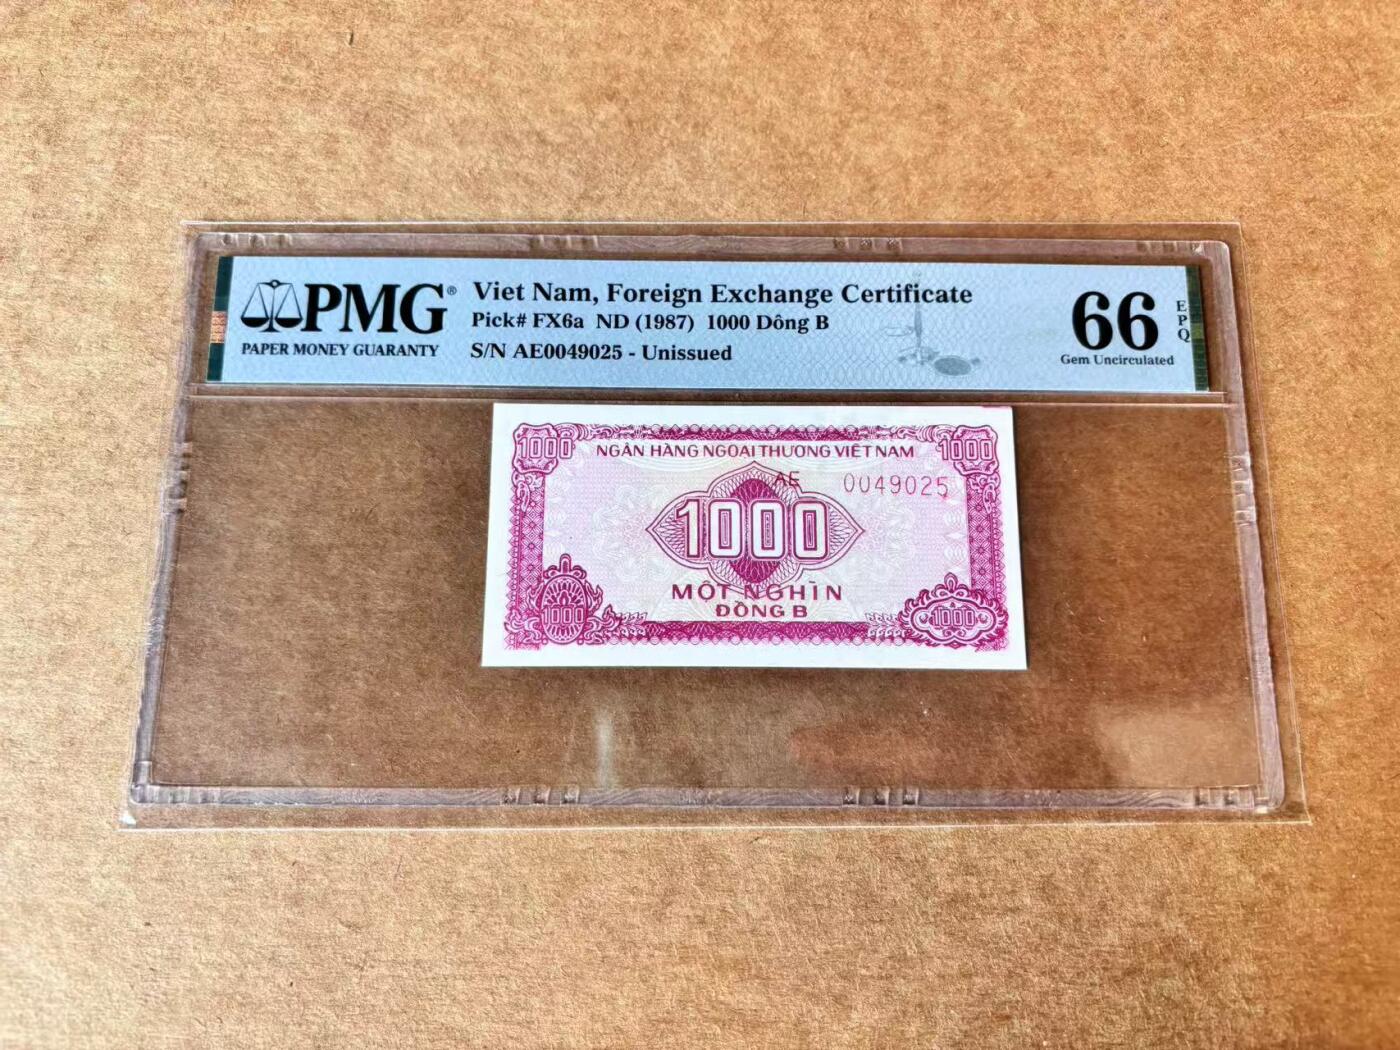 PMG®
PAPER MONEY GUARANTY
Viet Nam, Foreign Exchange Certificate
Pick# FX6a ND (1987) 1000 Dông B
S/N AE0049025 - Unissued
66
EPQ
Gem Uncirculated
1000
1000
NGÂN HÀNG NGOẠI THƯƠNG VIỆT NAM
AE 0049025
1000
MỘT NGHÌN
ĐỒNG B
1000
1000